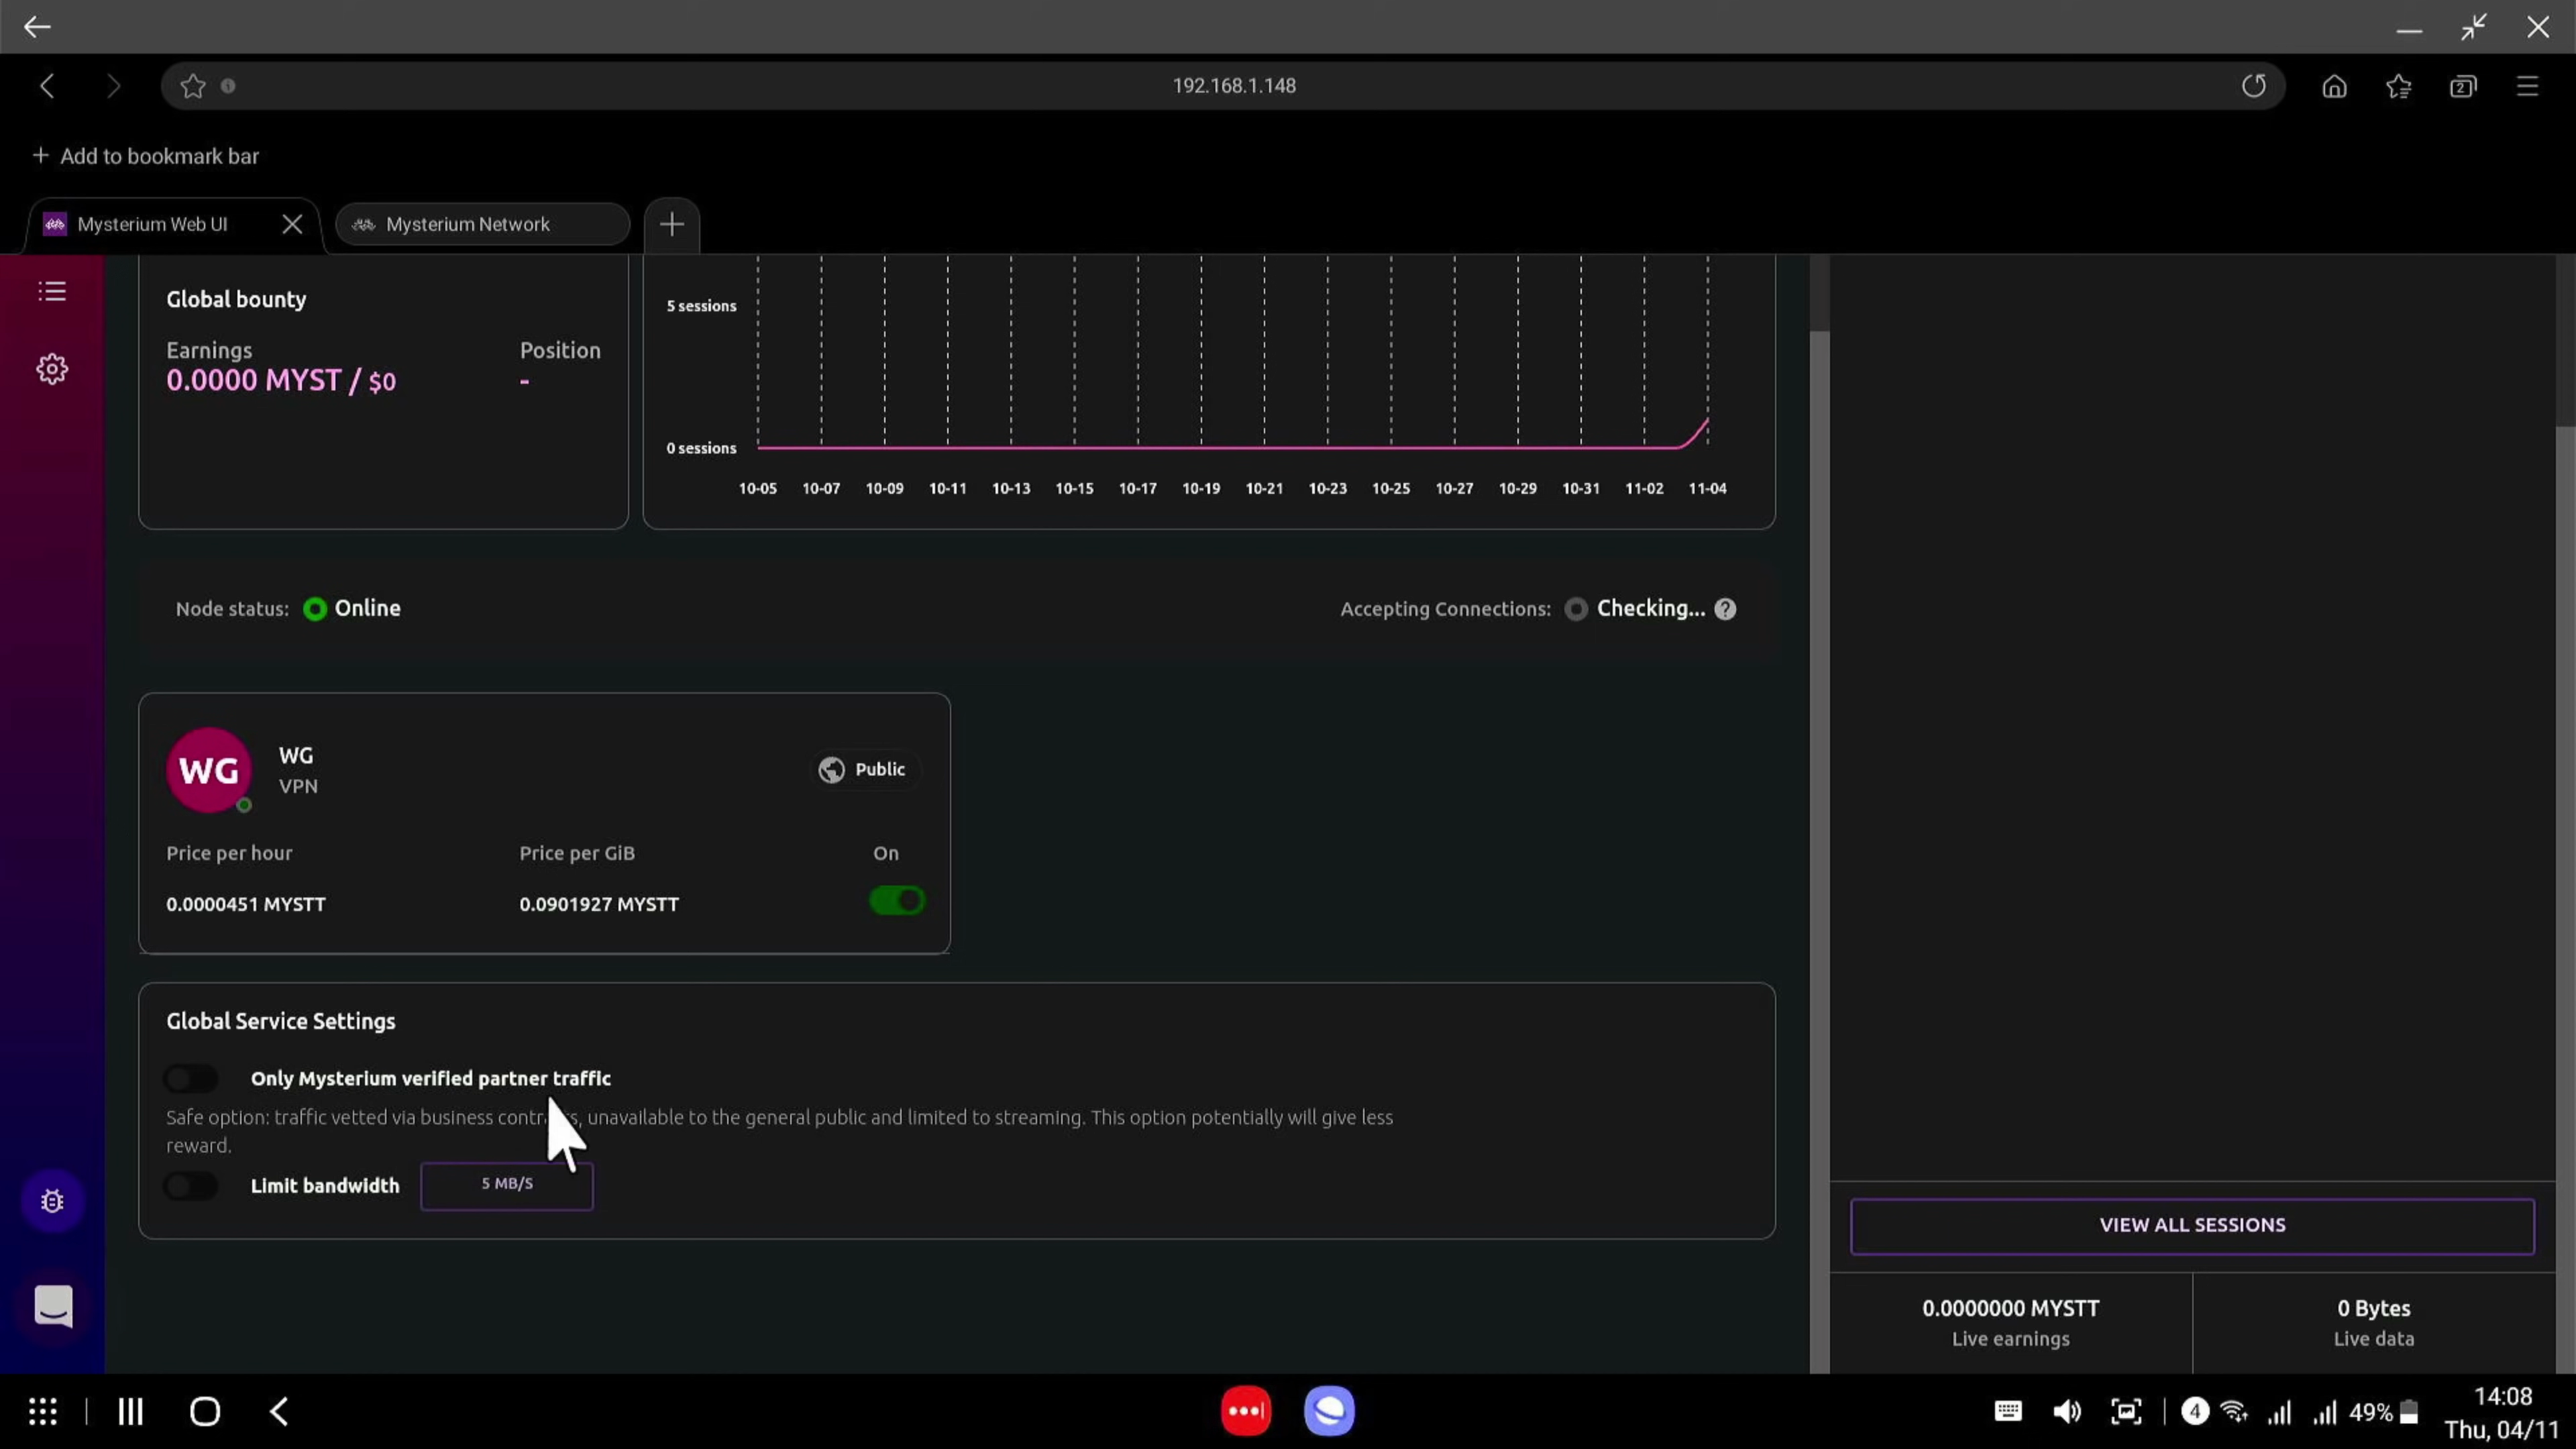 192.168.1.148
2
+ Add to bookmark bar
Mysterium Web UI
Mysterium Network
Global bounty
Earnings
Position
0.0000 MYST / $0
-
5 sessions
0 sessions
10-05 10-07 10-09 10-11 10-13 10-15 10-17 10-19 10-21 10-23 10-25 10-27 10-29 10-31 11-02 11-04
Node status: Online
Accepting Connections: Checking... ?
WG
WG
VPN
Public
Price per hour
Price per GiB
On
0.0000451 MYSTT
0.0901927 MYSTT
Global Service Settings
Only Mysterium verified partner traffic
Safe option: traffic vetted via business , unavailable to the general public and limited to streaming. This option potentially will give less
reward.
Limit bandwidth
5 MB/S
VIEW ALL SESSIONS
0.0000000 MYSTT
Live earnings
0 Bytes
Live data
4
49%
14:08
Thu, 04/11